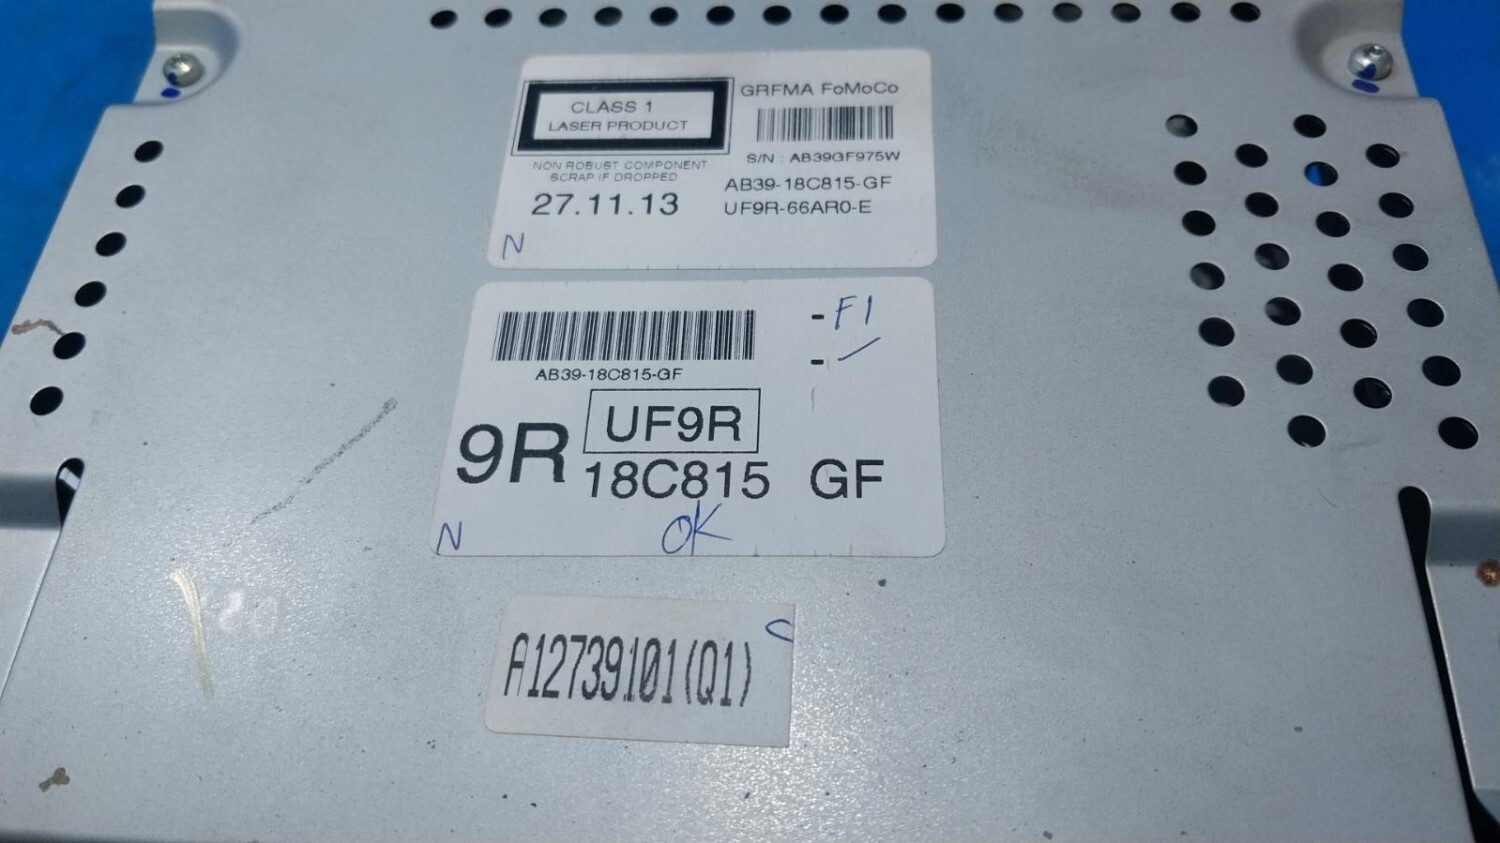 CLASS 1
LASER PRODUCT
GRFMA FoMoCo
S/N : AB39GF975W
NON ROBUST COMPONENT
SCRAP IF DROPPED
27.11.13
AB39-18C815-GF
UF9R-66AR0-E
N
AB39-18C815-GF
- F1
-
9R
UF9R
18C815 GF
N
OK
A12739101(Q1)
C